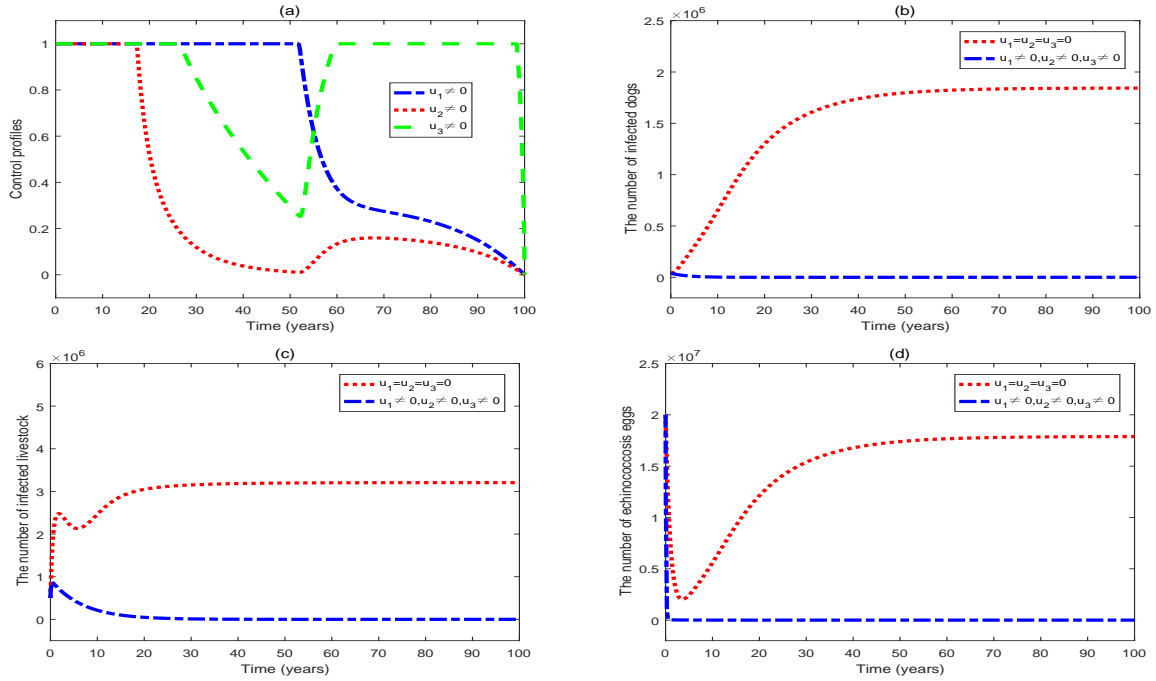 (a)
Control profiles
1
0.8
0.6
0.4
0.2
0
u₁ ≠ 0
u₂ ≠ 0
u₃ ≠ 0
0 10 20 30 40 50 60 70 80 90 100
Time (years)
(b)
×10⁶
The number of infected dogs
2.5
2
1.5
1
0.5
0
u₁=u₂=u₃=0
u₁ ≠ 0,u₂ ≠ 0,u₃ ≠ 0
0 10 20 30 40 50 60 70 80 90 100
Time (years)
(c)
×10⁶
The number of infected livestock
6
5
4
3
2
1
0
u₁=u₂=u₃=0
u₁ ≠ 0,u₂ ≠ 0,u₃ ≠ 0
0 10 20 30 40 50 60 70 80 90 100
Time (years)
(d)
×10⁷
The number of echinococcosis eggs
2.5
2
1.5
1
0.5
0
u₁=u₂=u₃=0
u₁ ≠ 0,u₂ ≠ 0,u₃ ≠ 0
0 10 20 30 40 50 60 70 80 90 100
Time (years)